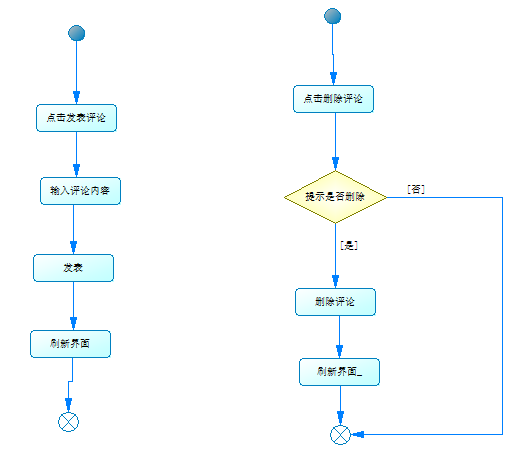 点击发表评论
输入评论内容
发表
刷新界面
点击删除评论
提示是否删除
[否]
[是]
删除评论
刷新界面_